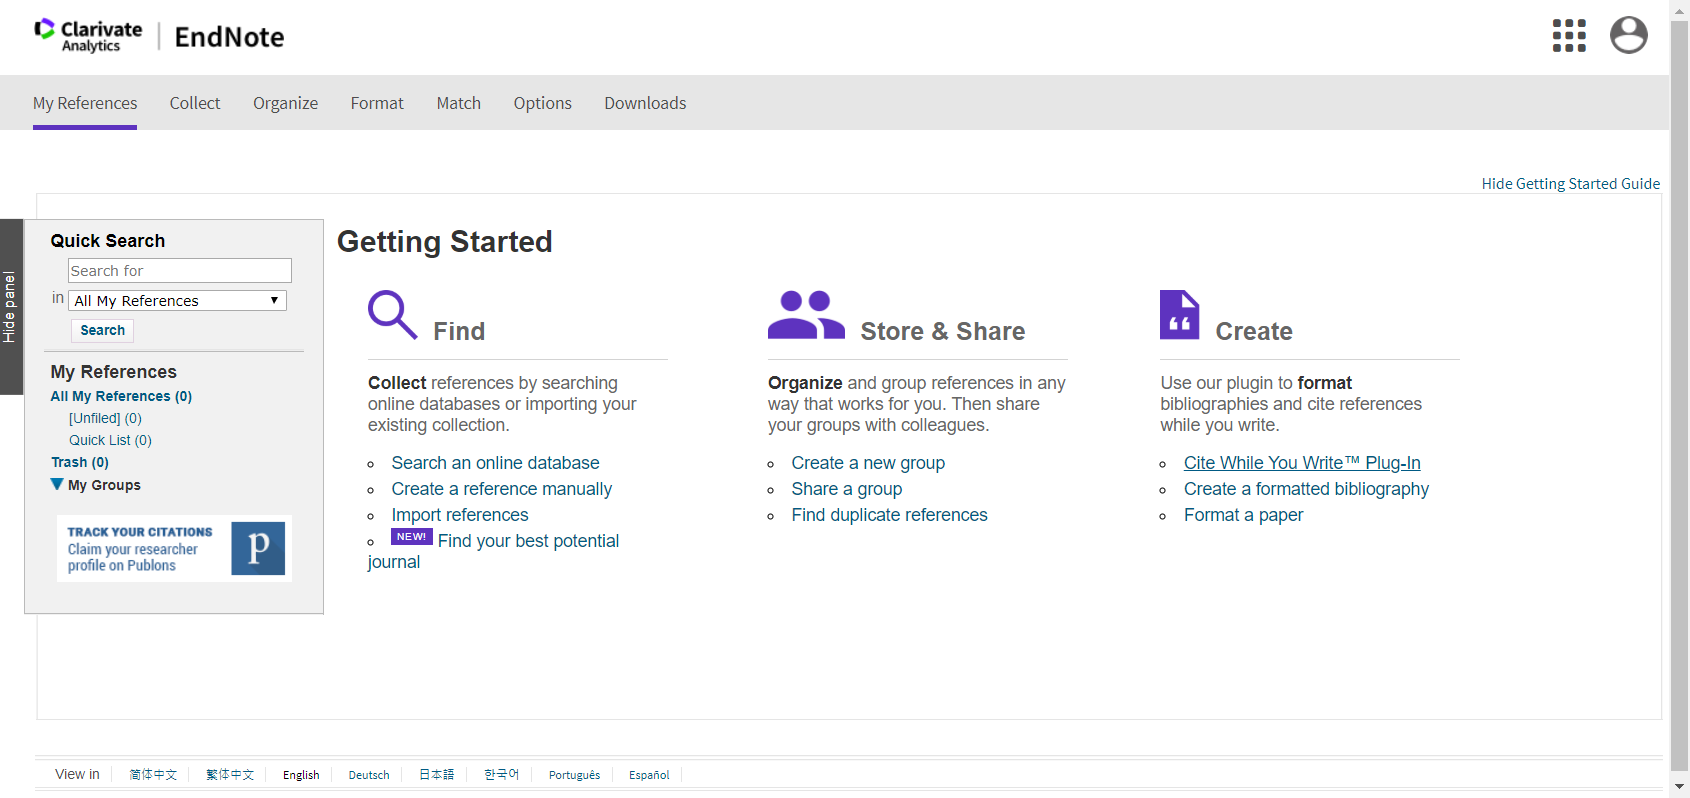 Clarivate
Analytics
EndNote
My References Collect Organize Format Match Options Downloads
Hide Getting Started Guide
Hide panel
Quick Search
Search for
in All My References
Search
My References
All My References (0)
[Unfiled] (0)
Quick List (0)
Trash (0)
My Groups
TRACK YOUR CITATIONS
Claim your researcher
profile on Publons
p
Getting Started
Find
Collect references by searching
online databases or importing your
existing collection.
Search an online database
Create a reference manually
Import references
NEW! Find your best potential
journal
Store & Share
Organize and group references in any
way that works for you. Then share
your groups with colleagues.
Create a new group
Share a group
Find duplicate references
Create
Use our plugin to format
bibliographies and cite references
while you write.
Cite While You Write™ Plug-In
Create a formatted bibliography
Format a paper
View in 简体中文 繁体中文 English Deutsch 日本語 한국어 Português Español